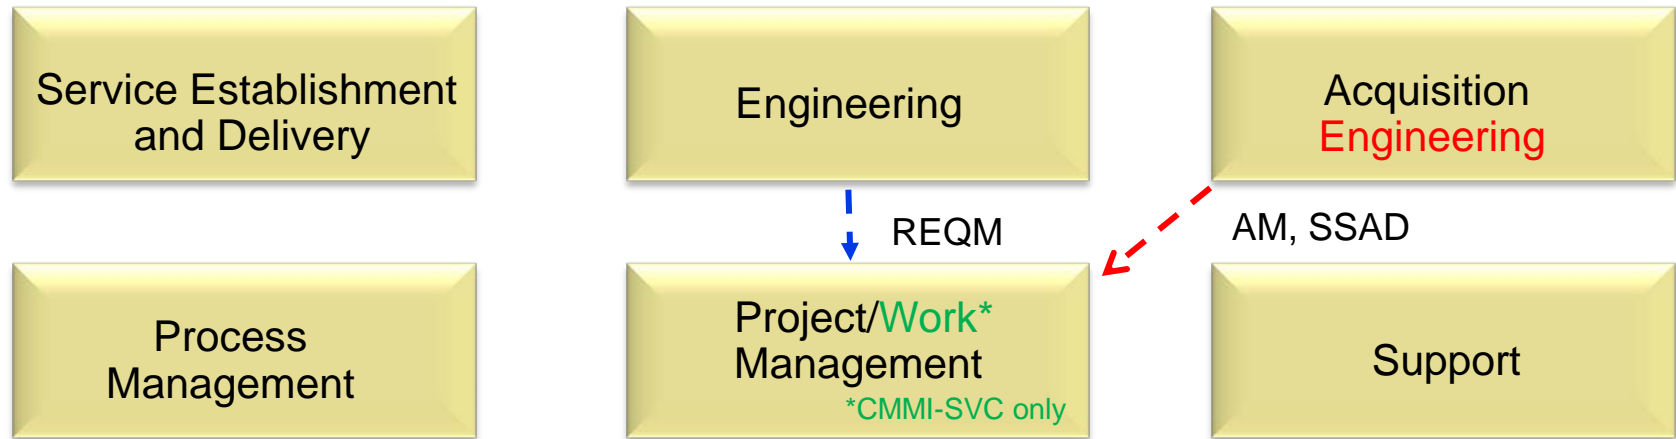 Service Establishment
and Delivery
Engineering
Acquisition
Engineering
REQM
AM, SSAD
Process
Management
Project/Work*
Management
*CMMI-SVC only
Support